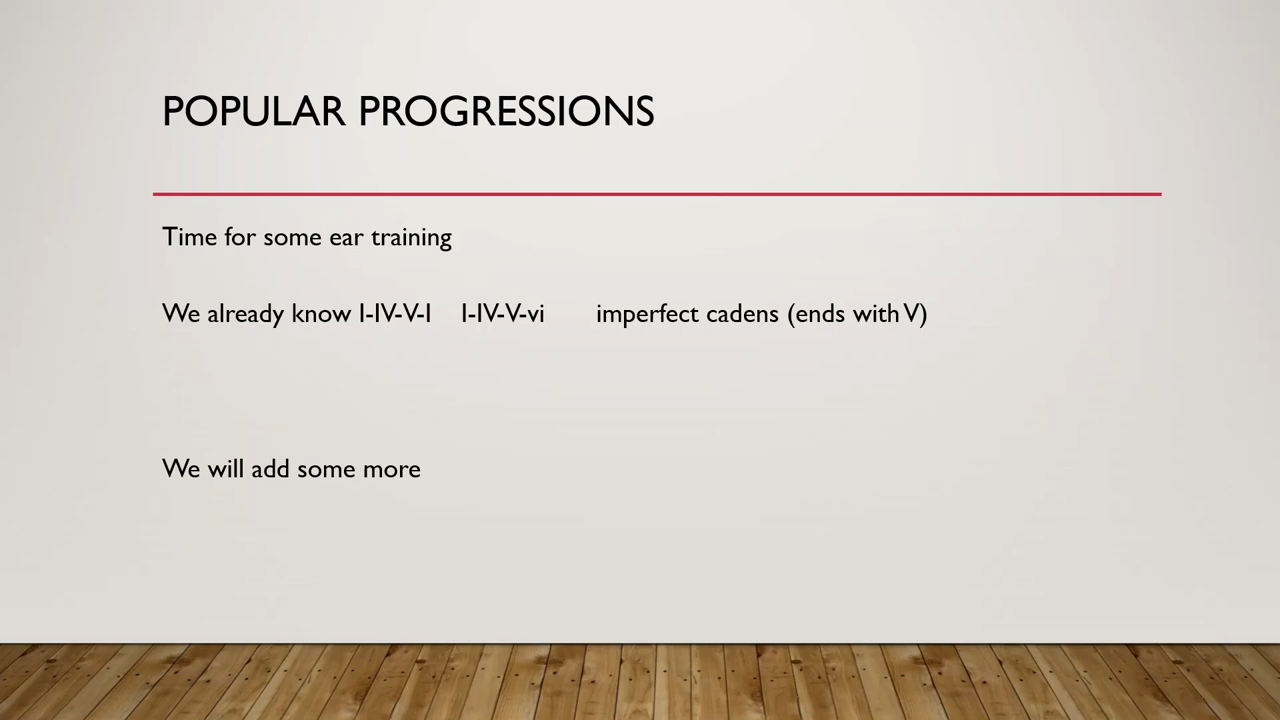 POPULAR PROGRESSIONS
Time for some ear training
We already know I-IV-V-I I-IV-V-vi imperfect cadens (ends with V)
We will add some more